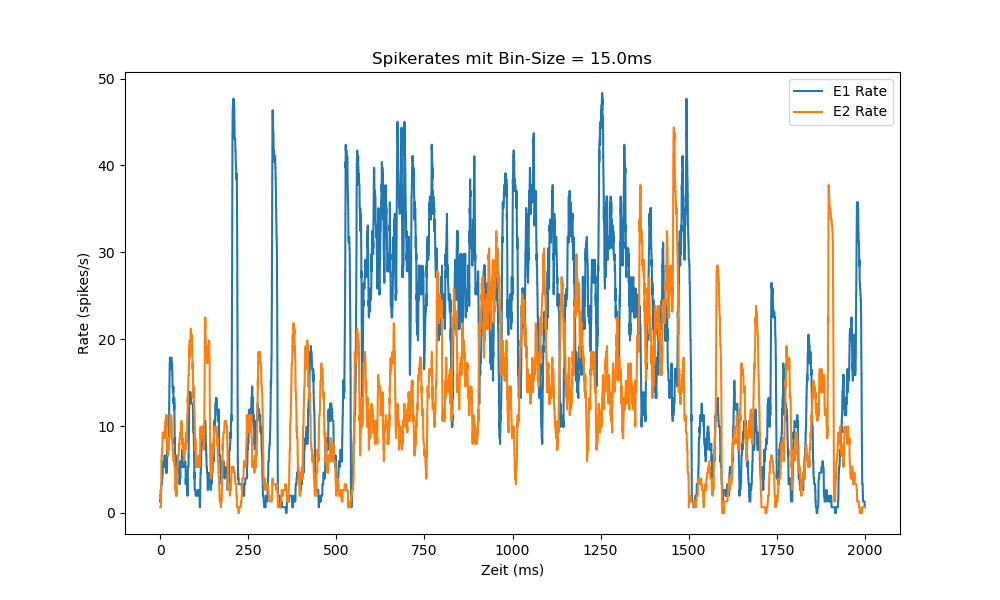 Spikerates mit Bin-Size = 15.0ms
E1 Rate
E2 Rate
50
40
30
20
10
0
Rate (spikes/s)
0 250 500 750 1000 1250 1500 1750 2000
Zeit (ms)